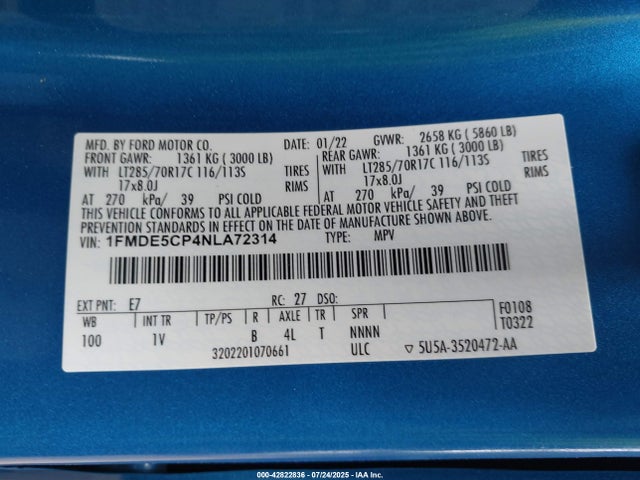 MFD. BY FORD MOTOR CO. DATE: 01/22 GVWR: 2658 KG ( 5860 LB)
FRONT GAWR: 1361 KG ( 3000 LB) REAR GAWR: 1361 KG ( 3000 LB)
WITH LT285/70R17C 116/113S TIRES WITH LT285/70R17C 116/113S TIRES
17x8.0J RIMS 17x8.0J RIMS
AT 270 kPa/ 39 PSI COLD AT 270 kPa/ 39 PSI COLD
THIS VEHICLE CONFORMS TO ALL APPLICABLE FEDERAL MOTOR VEHICLE SAFETY AND THEFT
PREVENTION STANDARDS IN EFFECT ON THE DATE OF MANUFACTURE SHOWN ABOVE.
VIN: 1FMDE5CP4NLA72314 TYPE: MPV
EXT PNT: E7 RC: 27 DSO: F0108
WB INT TR TP/PS R AXLE TR SPR T0322
100 1V B 4L T NNNN
3202201070661 ULC ▽ 5U5A-3520472-AA
000-42822836 - 07/24/2025 - IAA Inc.